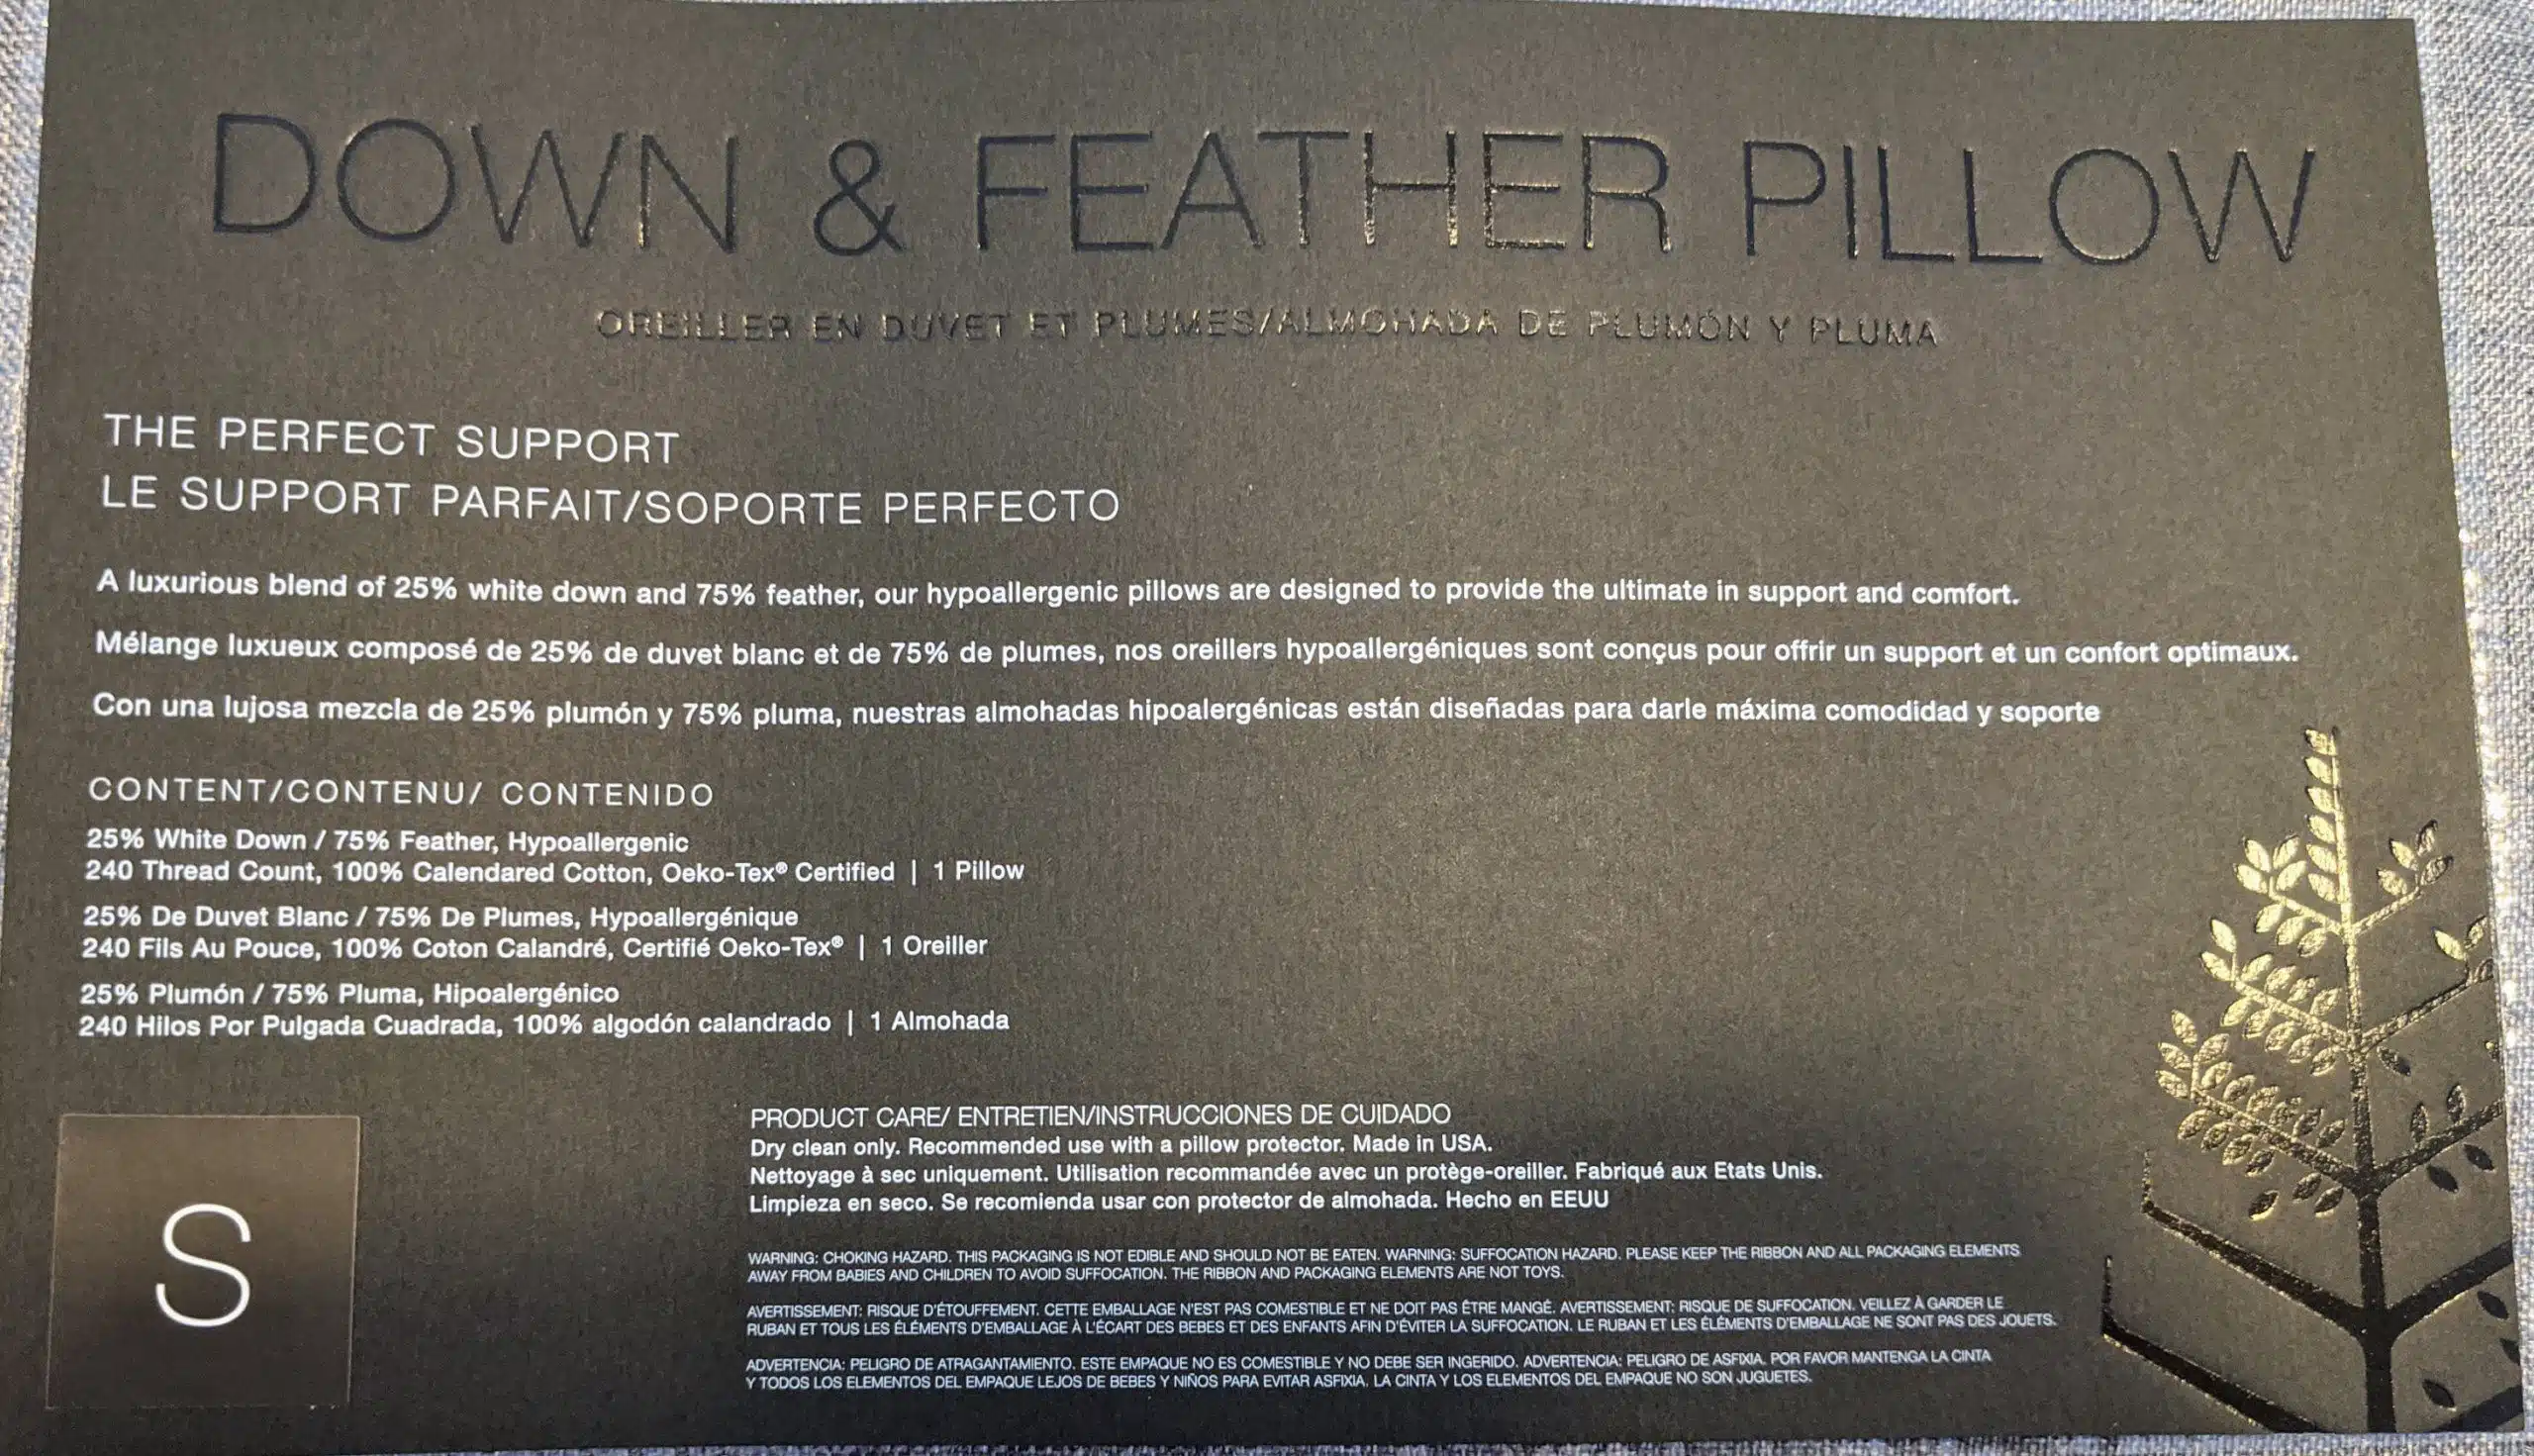 DOWN & FEATHER PILLOW
OREILLER EN DUVET ET PLUMES/ALMOHADA DE PLUMÓN Y PLUMA
THE PERFECT SUPPORT
LE SUPPORT PARFAIT/SOPORTE PERFECTO
A luxurious blend of 25% white down and 75% feather, our hypoallergenic pillows are designed to provide the ultimate in support and comfort.
Mélange luxueux composé de 25% de duvet blanc et de 75% de plumes, nos oreillers hypoallergéniques sont conçus pour offrir un support et un confort optimaux.
Con una lujosa mezcla de 25% plumón y 75% pluma, nuestras almohadas hipoalergénicas están diseñadas para darle máxima comodidad y soporte
CONTENT/CONTENU/ CONTENIDO
25% White Down / 75% Feather, Hypoallergenic
240 Thread Count, 100% Calendared Cotton, Oeko-Tex® Certified | 1 Pillow
25% De Duvet Blanc / 75% De Plumes, Hypoallergénique
240 Fils Au Pouce, 100% Coton Calandré, Certifié Oeko-Tex® | 1 Oreiller
25% Plumón / 75% Pluma, Hipoalergénico
240 Hilos Por Pulgada Cuadrada, 100% algodón calandrado | 1 Almohada
S
PRODUCT CARE/ ENTRETIEN/INSTRUCCIONES DE CUIDADO
Dry clean only. Recommended use with a pillow protector. Made in USA.
Nettoyage à sec uniquement. Utilisation recommandée avec un protège-oreiller. Fabriqué aux Etats Unis.
Limpieza en seco. Se recomienda usar con protector de almohada. Hecho en EEUU
WARNING: CHOKING HAZARD. THIS PACKAGING IS NOT EDIBLE AND SHOULD NOT BE EATEN. WARNING: SUFFOCATION HAZARD. PLEASE KEEP THE RIBBON AND ALL PACKAGING ELEMENTS
AWAY FROM BABIES AND CHILDREN TO AVOID SUFFOCATION. THE RIBBON AND PACKAGING ELEMENTS ARE NOT TOYS.
AVERTISSEMENT: RISQUE D'ÉTOUFFEMENT. CETTE EMBALLAGE N'EST PAS COMESTIBLE ET NE DOIT PAS ÊTRE MANGÉ. AVERTISSEMENT: RISQUE DE SUFFOCATION. VEILLEZ À GARDER LE
RUBAN ET TOUS LES ÉLÉMENTS D'EMBALLAGE À L'ÉCART DES BEBES ET DES ENFANTS AFIN D'ÉVITER LA SUFFOCATION. LE RUBAN ET LES ÉLÉMENTS D'EMBALLAGE NE SONT PAS DES JOUETS.
ADVERTENCIA: PELIGRO DE ATRAGANTAMIENTO. ESTE EMPAQUE NO ES COMESTIBLE Y NO DEBE SER INGERIDO. ADVERTENCIA: PELIGRO DE ASFIXIA. POR FAVOR MANTENGA LA CINTA
Y TODOS LOS ELEMENTOS DEL EMPAQUE LEJOS DE BEBES Y NIÑOS PARA EVITAR ASFIXIA. LA CINTA Y LOS ELEMENTOS DEL EMPAQUE NO SON JUGUETES.